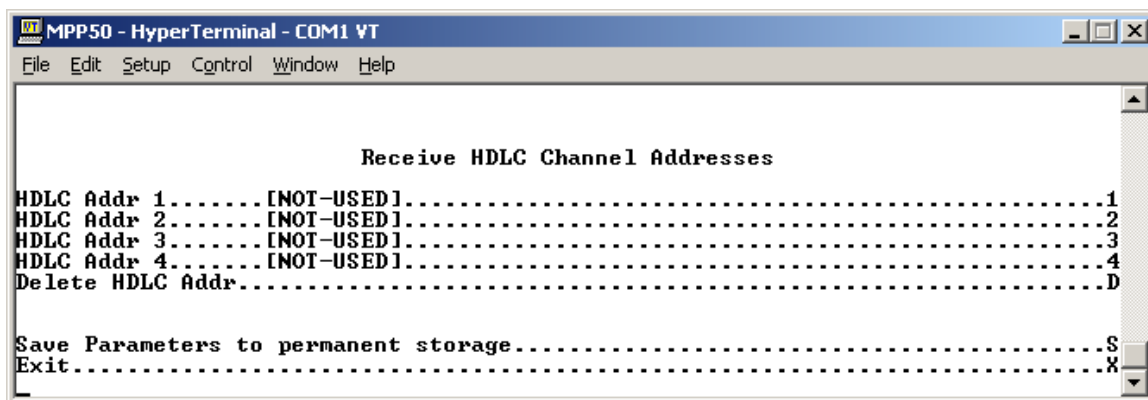 MPP50 - HyperTerminal - COM1 VT
File Edit Setup Control Window Help
Receive HDLC Channel Addresses
HDLC Addr 1.......[NOT-USED]...................................................................1
HDLC Addr 2.......[NOT-USED]...................................................................2
HDLC Addr 3.......[NOT-USED]...................................................................3
HDLC Addr 4.......[NOT-USED]...................................................................4
Delete HDLC Addr...............................................................................D
Save Parameters to permanent storage...........................................................S
Exit...........................................................................................X